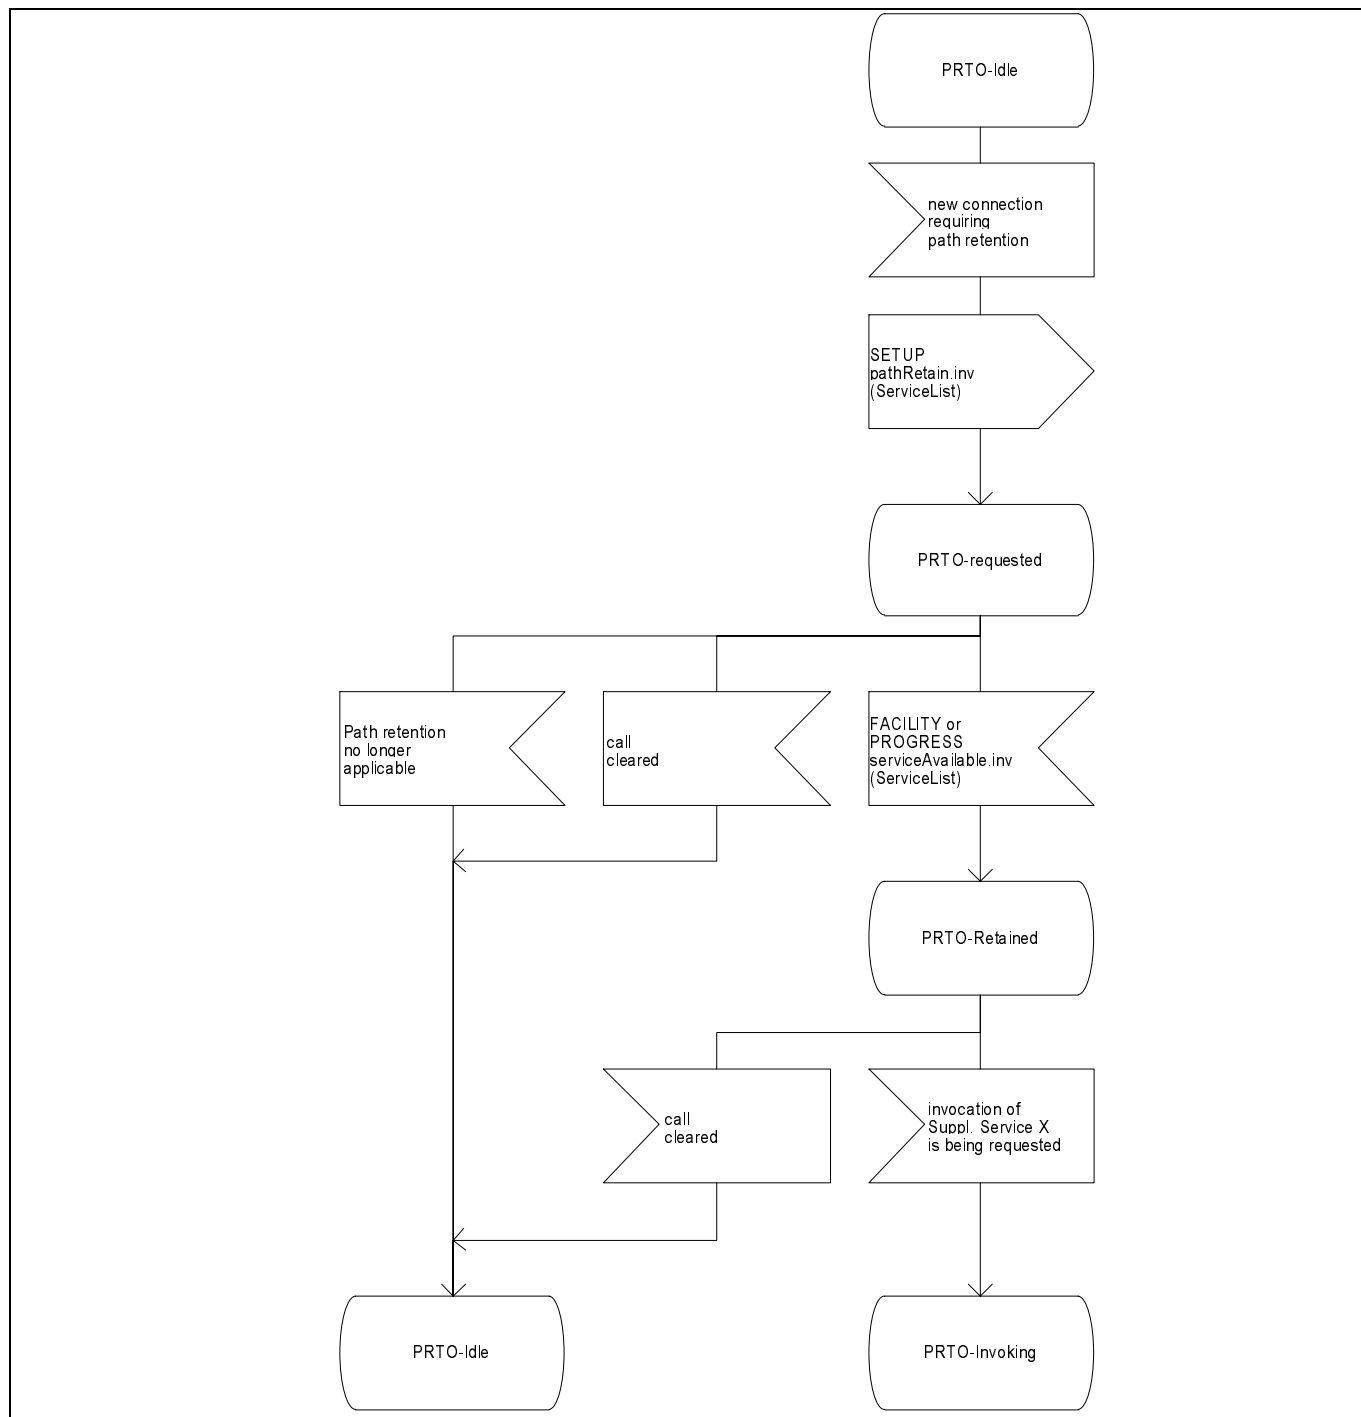 PRTO-Idle
new connection
requiring
path retention
SETUP
pathRetain.inv
(ServiceList)
PRTO-requested
Path retention
no longer
applicable
call
cleared
FACILITY or
PROGRESS
serviceAvailable.inv
(ServiceList)
PRTO-Retained
call
cleared
invocation of
Suppl. Service X
is being requested
PRTO-Idle
PRTO-Invoking